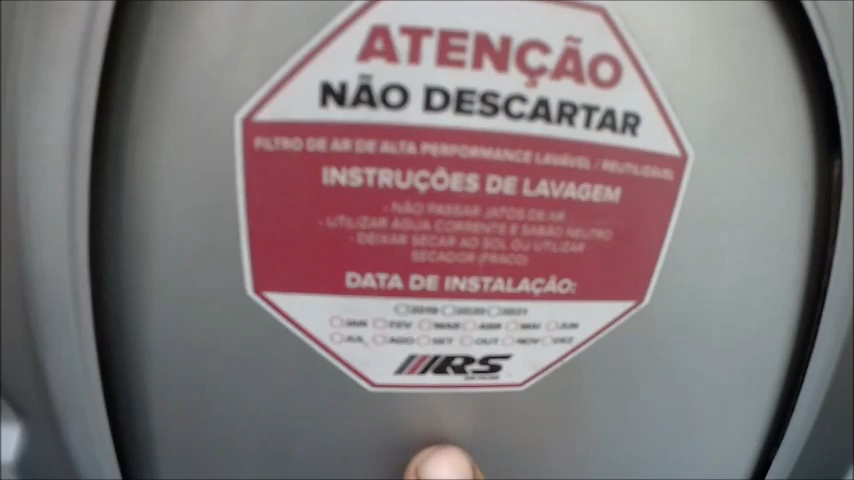 ATENÇÃO
NÃO DESCARTAR
FILTRO DE AR DE ALTA PERFORMANCE LAVÁVEL / REUTILIZÁVEL
INSTRUÇÕES DE LAVAGEM
- NÃO PASSAR JATOS DE AR
- UTILIZAR ÁGUA CORRENTE E SABÃO NEUTRO
- DEIXAR SECAR AO SOL OU UTILIZAR
SECADOR (FRACO)
DATA DE INSTALAÇÃO:
2019 2020 2021
JAN FEV MAR ABR MAI JUN
JUL AGO SET OUT NOV DEZ
RS